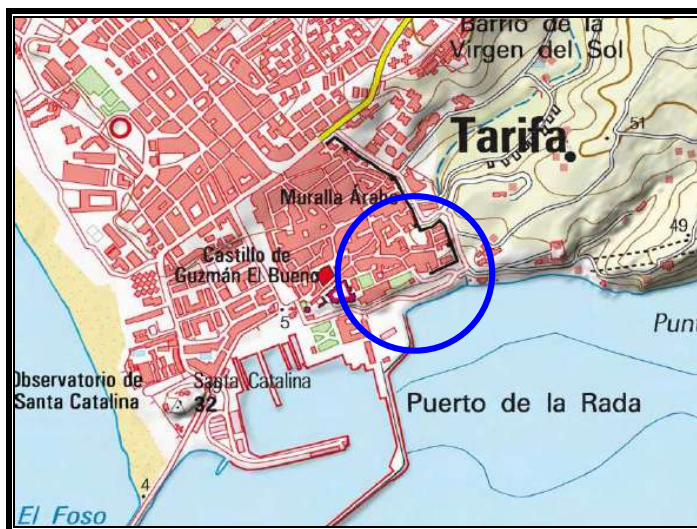 Barrio de la
Virgen del Sol
Tarifa
51
Muralla Árabe
49
Castillo de
Guzmán El Bueno
5
Observatorio de
Santa Catalina
Santa Catalina
32
Puerto de la Rada
4
El Foso